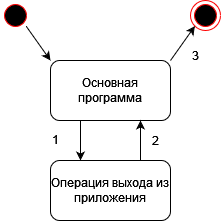 3
Основная
программа
1
2
Операция выхода из
приложения